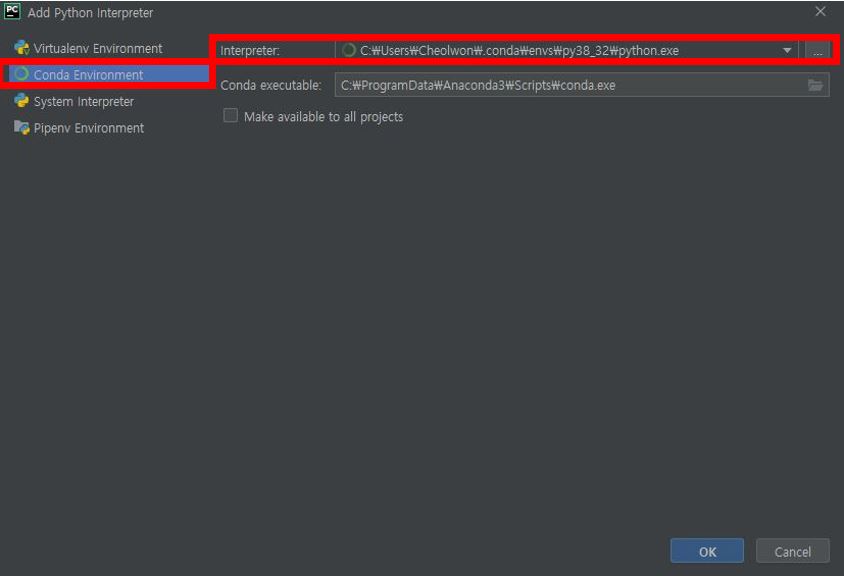 PC Add Python Interpreter
Virtualenv Environment
Conda Environment
System Interpreter
Pipenv Environment
Interpreter: C:₩Users₩Cheolwon₩.conda₩envs₩py38_32₩python.exe ...
Conda executable: C:₩ProgramData₩Anaconda3₩Scripts₩conda.exe
Make available to all projects
OK Cancel